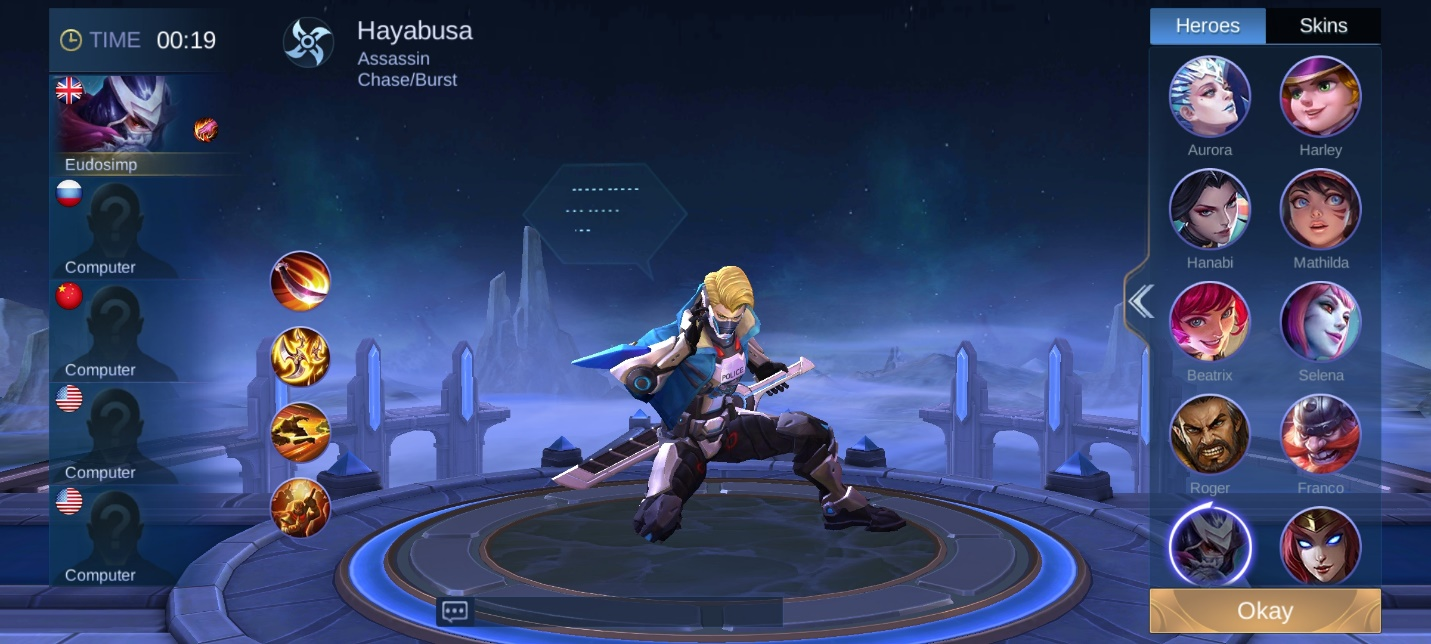 TIME 00:19
Hayabusa
Assassin
Chase/Burst
Eudosimp
Computer
Computer
Computer
Computer
POLICE
Heroes
Skins
Aurora
Harley
Hanabi
Mathilda
Beatrix
Selena
Roger
Franco
Okay